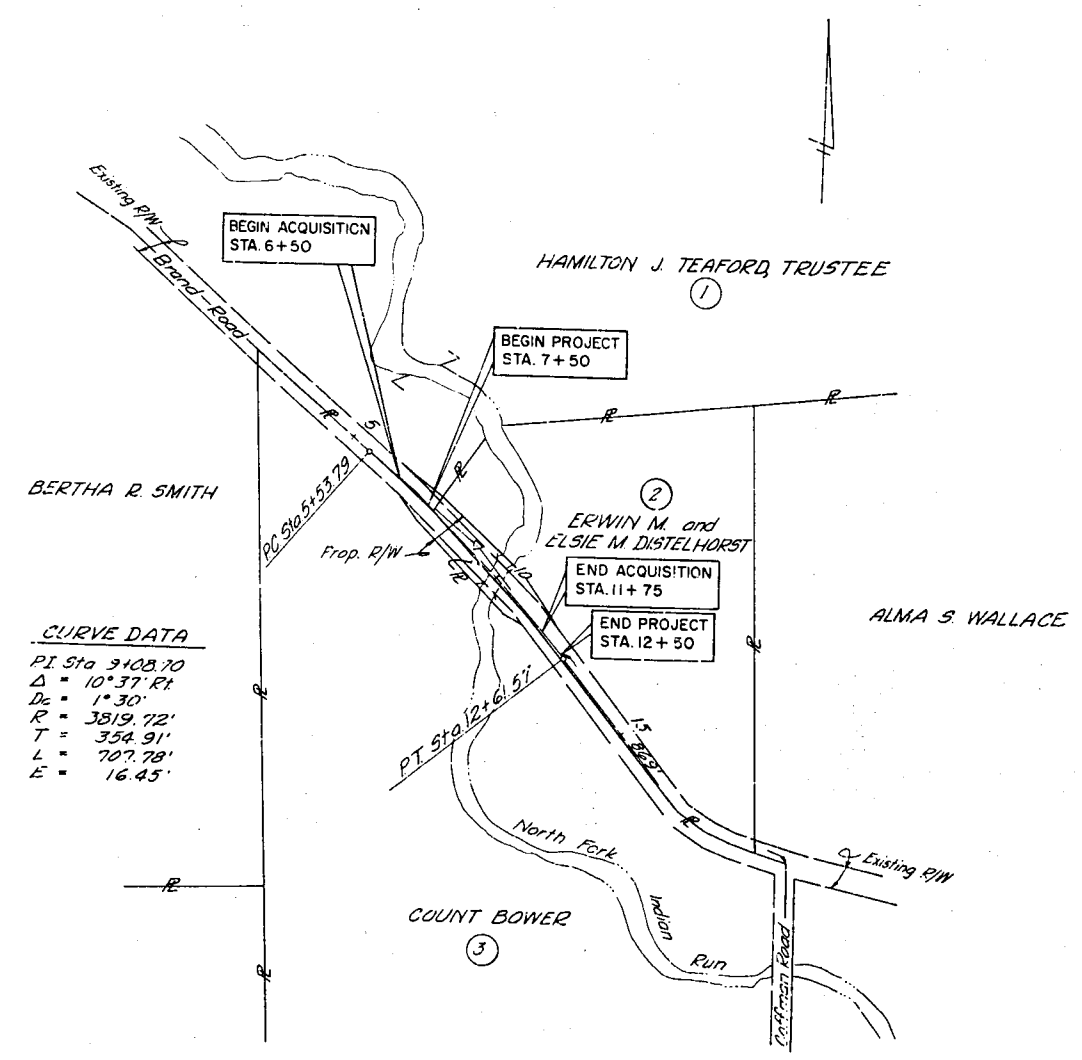 Existing R/W
Brand Road
BEGIN ACQUISITION
STA. 6+50
HAMILTON J. TEAFORD, TRUSTEE
1
BEGIN PROJECT
STA. 7+50
5
BERTHA R. SMITH
PC Sta 5+53.79
Prop. R/W
2
ERWIN M. and
ELSIE M. DISTELHORST
10
END ACQUISITION
STA. 11+75
END PROJECT
STA. 12+50
ALMA S. WALLACE
CURVE DATA
P.I. Sta 9+08.70
Δ = 10°37' Rt.
Dc = 1°30'
R = 3819.72'
T = 354.91'
L = 707.78'
E = 16.45'
P.T. Sta. 12+61.57
15
North Fork
Indian
Run
Existing R/W
COUNT BOWER
3
Coffman Road